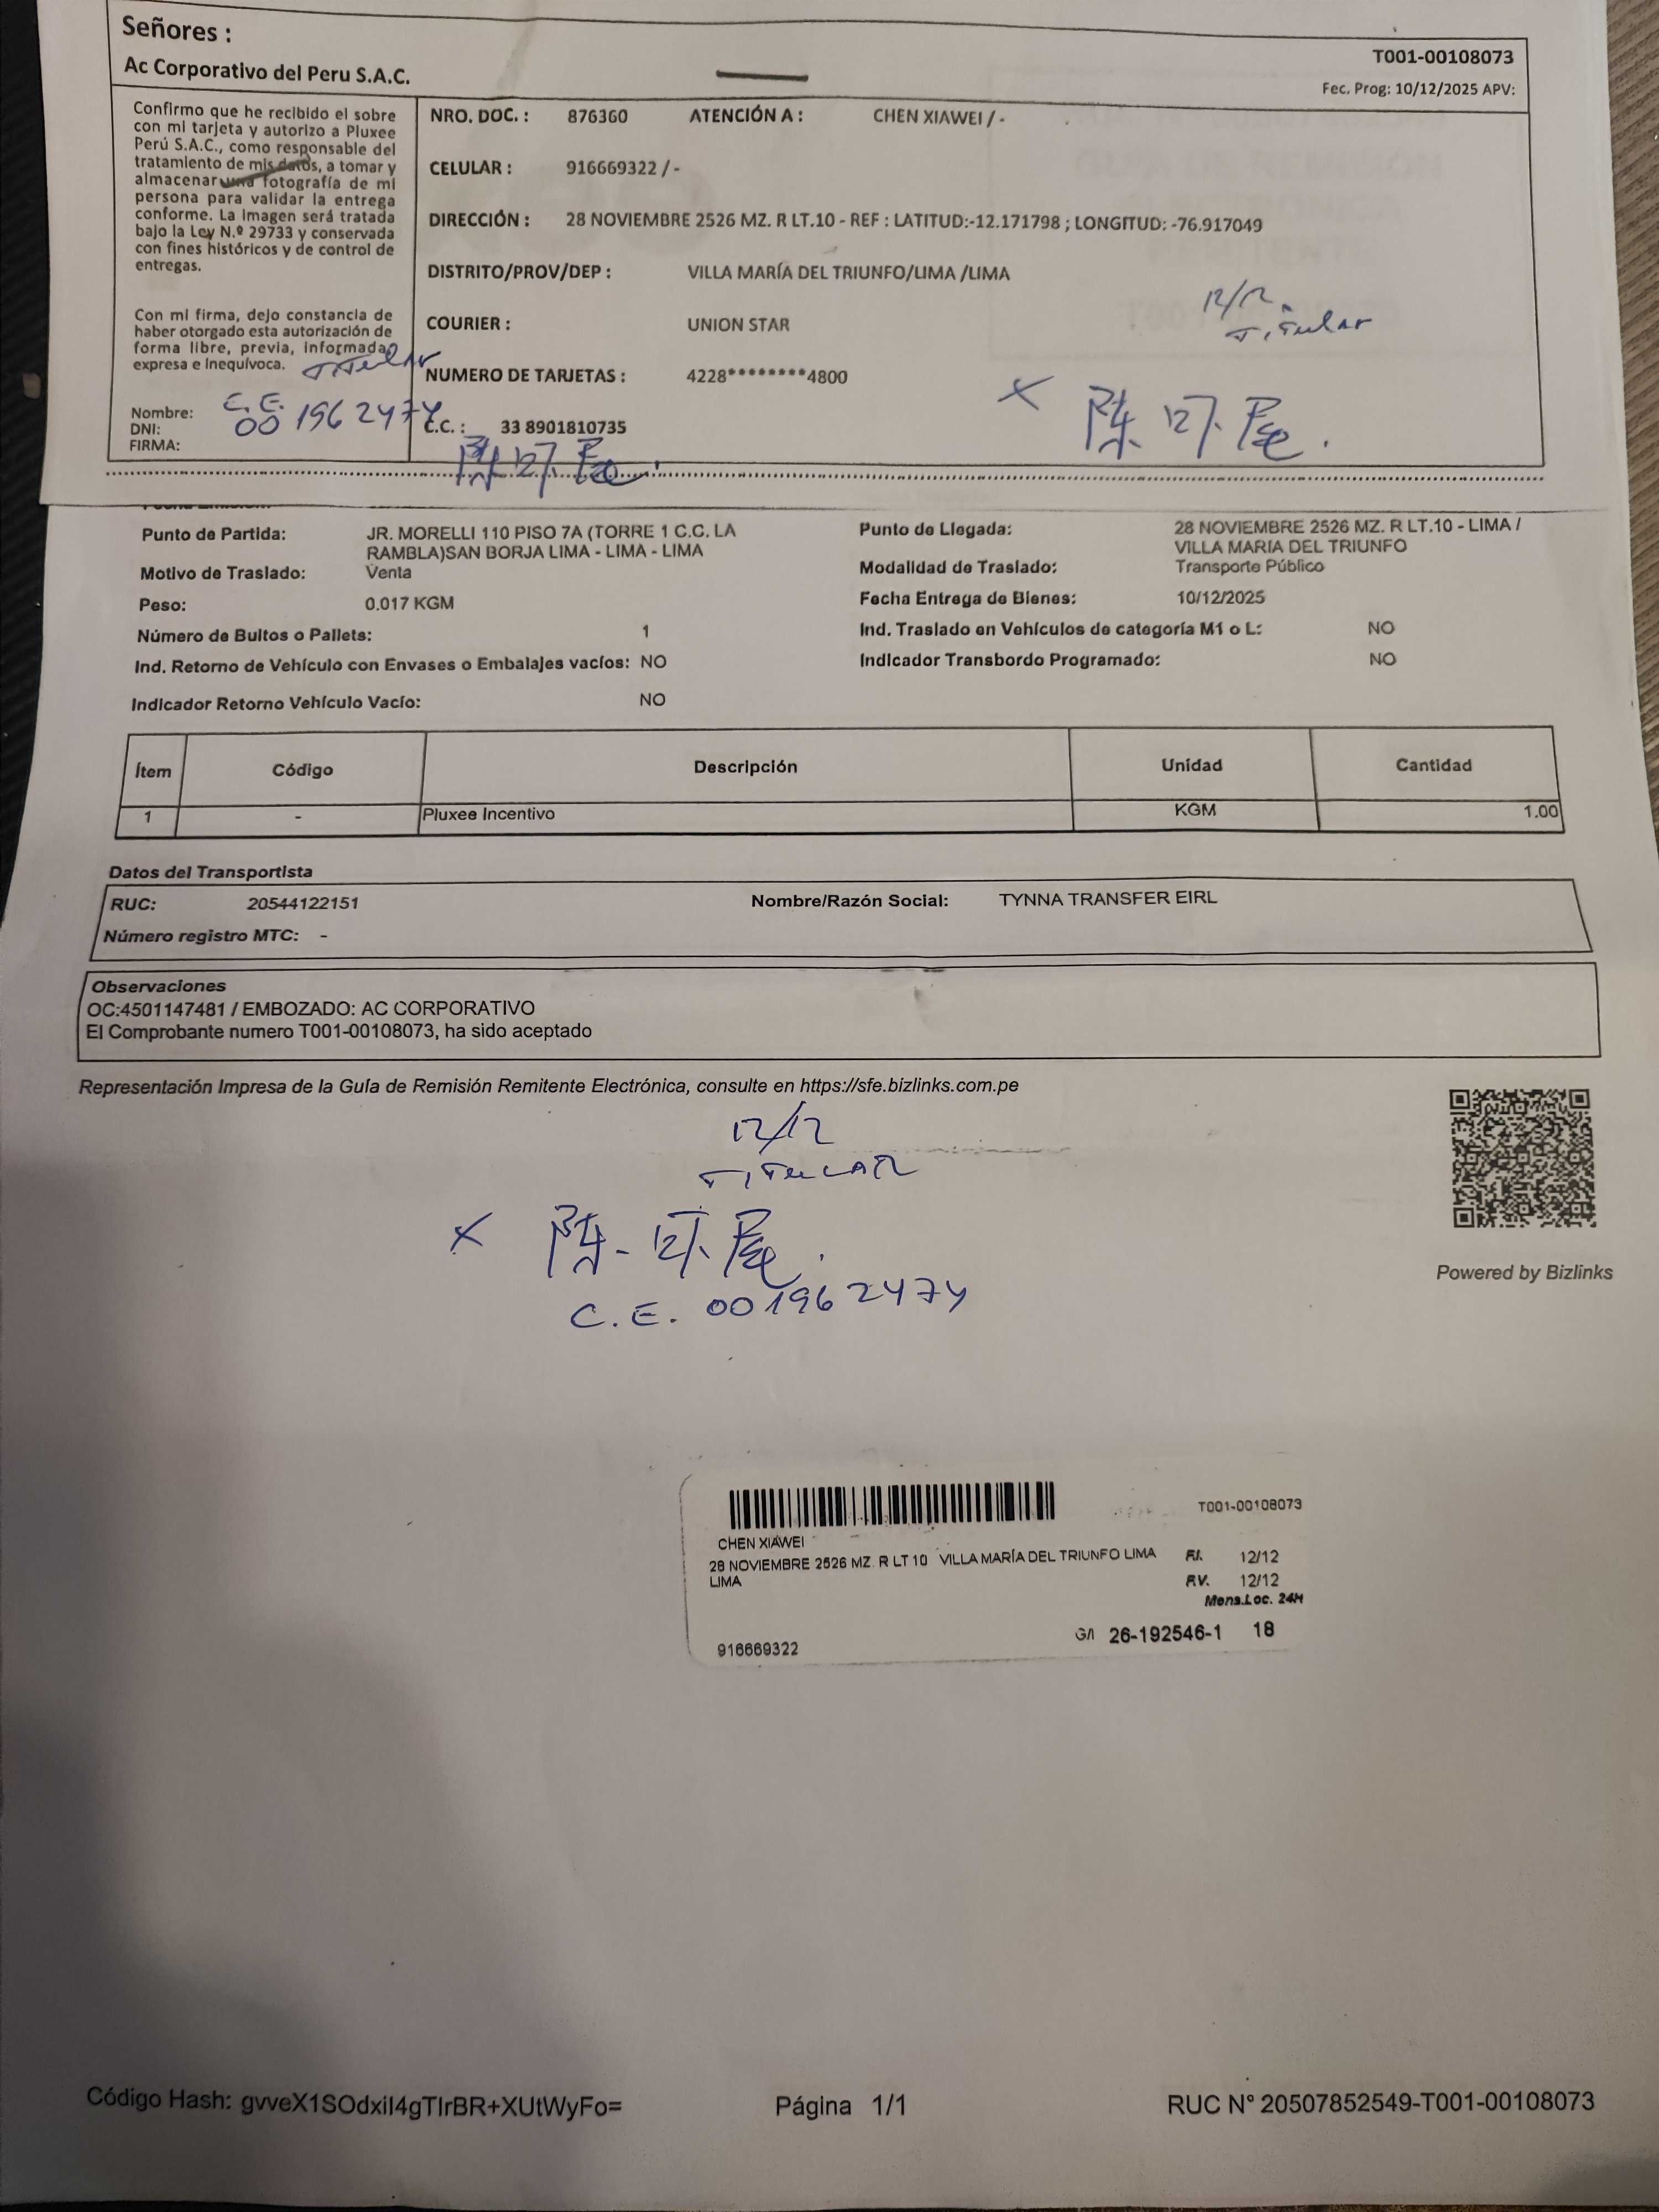 Señores :
Ac Corporativo del Peru S.A.C.
T001-00108073
Fec. Prog: 10/12/2025 APV:
Confirmo que he recibido el sobre
con mi tarjeta y autorizo a Pluxee
Perú S.A.C., como responsable del
tratamiento de mis datos, a tomar y
almacenar una fotografía de mi
persona para validar la entrega
conforme. La imagen será tratada
bajo la Ley N.º 29733 y conservada
con fines históricos y de control de
entregas.
Con mi firma, dejo constancia de
haber otorgado esta autorización de
forma libre, previa, informada,
expresa e inequívoca.
Titular
Nombre:
DNI:
FIRMA:
C.E.
001962474
NRO. DOC. : 876360 ATENCIÓN A : CHEN XIAWEI / -
CELULAR : 916669322 / -
DIRECCIÓN : 28 NOVIEMBRE 2526 MZ. R LT.10 - REF : LATITUD:-12.171798 ; LONGITUD: -76.917049
DISTRITO/PROV/DEP : VILLA MARÍA DEL TRIUNFO/LIMA /LIMA
COURIER : UNION STAR
12/12
Titular
NUMERO DE TARJETAS : 4228********4800
C.C. : 33 8901810735
X 陈
陈
Punto de Partida: JR. MORELLI 110 PISO 7A (TORRE 1 C.C. LA
RAMBLA)SAN BORJA LIMA - LIMA - LIMA
Punto de Llegada: 28 NOVIEMBRE 2526 MZ. R LT.10 - LIMA /
VILLA MARIA DEL TRIUNFO
Motivo de Traslado: Venta
Modalidad de Traslado: Transporte Público
Peso: 0.017 KGM
Fecha Entrega de Bienes: 10/12/2025
Número de Bultos o Pallets: 1
Ind. Traslado en Vehículos de categoría M1 o L: NO
Ind. Retorno de Vehículo con Envases o Embalajes vacíos: NO
Indicador Transbordo Programado: NO
Indicador Retorno Vehículo Vacío: NO
Ítem Código Descripción Unidad Cantidad
1 - Pluxee Incentivo KGM 1.00
Datos del Transportista
RUC: 20544122151 Nombre/Razón Social: TYNNA TRANSFER EIRL
Número registro MTC: -
Observaciones
OC:4501147481 / EMBOZADO: AC CORPORATIVO
El Comprobante numero T001-00108073, ha sido aceptado
Representación Impresa de la Guía de Remisión Remitente Electrónica, consulte en https://sfe.bizlinks.com.pe
12/12
TITULAR
X 陈
C.E. 001962474
Powered by Bizlinks
T001-00108073
CHEN XIAWEI
28 NOVIEMBRE 2526 MZ. R LT 10 VILLA MARÍA DEL TRIUNFO LIMA
LIMA
F.I. 12/12
F.V. 12/12
Mens.Loc. 24H
G/I 26-192546-1 18
916669322
Código Hash: gvveX1SOdxiI4gTIrBR+XUtWyFo=
Página 1/1
RUC N° 20507852549-T001-00108073